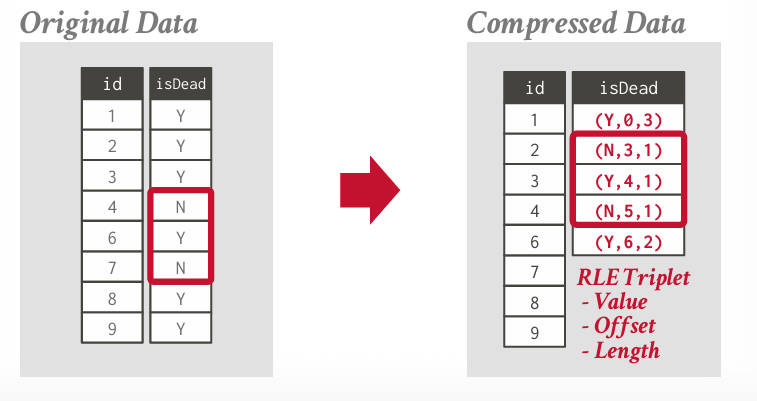 Original Data
id isDead
1 Y
2 Y
3 Y
4 N
6 Y
7 N
8 Y
9 Y
Compressed Data
id isDead
1 (Y,0,3)
2 (N,3,1)
3 (Y,4,1)
4 (N,5,1)
6 (Y,6,2)
7
8
9
RLE Triplet
- Value
- Offset
- Length